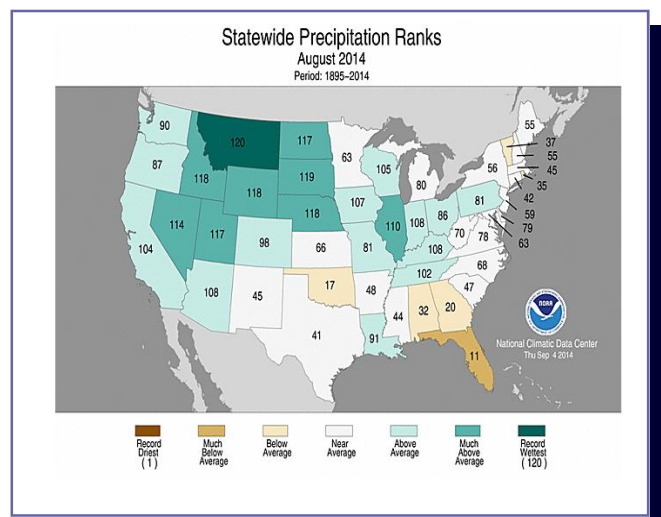 Statewide Precipitation Ranks
August 2014
Period: 1895-2014
90
120
117
63
55
37
55
45
35
42
59
79
63
87
118
119
105
80
56
118
118
107
81
114
117
110
108
86
104
98
66
81
108
70
78
108
45
17
48
102
68
47
41
91
44
32
20
11
NOAA
National Climatic Data Center
Thu Sep 4 2014
Record
Driest
(1)
Much
Below
Average
Below
Average
Near
Average
Above
Average
Much
Above
Average
Record
Wettest
(120)